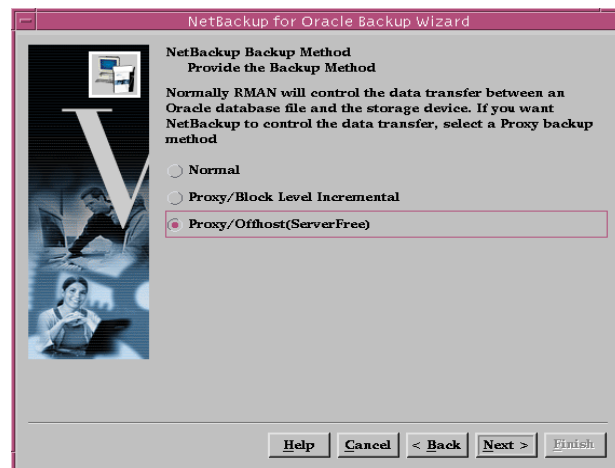 NetBackup for Oracle Backup Wizard
NetBackup Backup Method
Provide the Backup Method
Normally RMAN will control the data transfer between an
Oracle database file and the storage device. If you want
NetBackup to control the data transfer, select a Proxy backup
method
Normal
Proxy/Block Level Incremental
Proxy/Offhost(ServerFree)
V
Help Cancel < Back Next > Finish